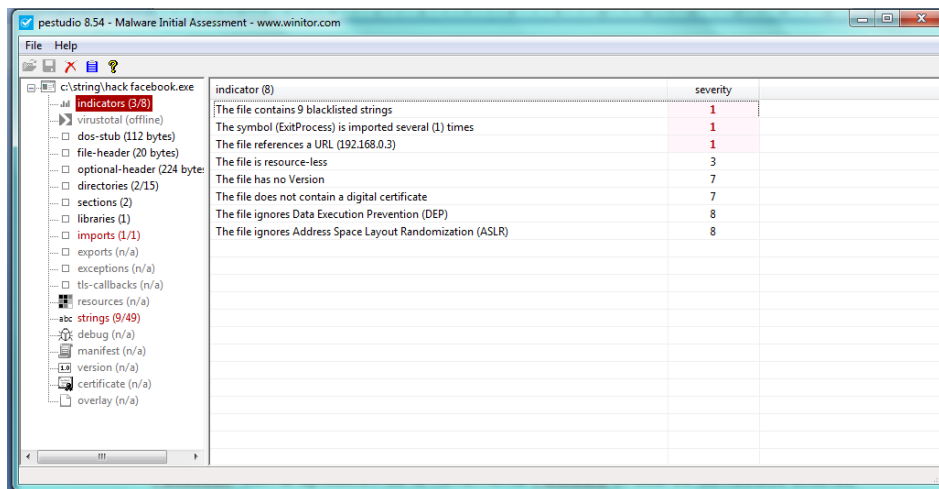 pestudio 8.54 - Malware Initial Assessment - www.winitor.com
File Help
c:\string\hack facebook.exe
indicators (3/8)
virustotal (offline)
dos-stub (112 bytes)
file-header (20 bytes)
optional-header (224 byte
directories (2/15)
sections (2)
libraries (1)
imports (1/1)
exports (n/a)
exceptions (n/a)
tls-callbacks (n/a)
resources (n/a)
abc strings (9/49)
debug (n/a)
manifest (n/a)
1.0 version (n/a)
certificate (n/a)
overlay (n/a)
indicator (8) severity
The file contains 9 blacklisted strings 1
The symbol (ExitProcess) is imported several (1) times 1
The file references a URL (192.168.0.3) 1
The file is resource-less 3
The file has no Version 7
The file does not contain a digital certificate 7
The file ignores Data Execution Prevention (DEP) 8
The file ignores Address Space Layout Randomization (ASLR) 8